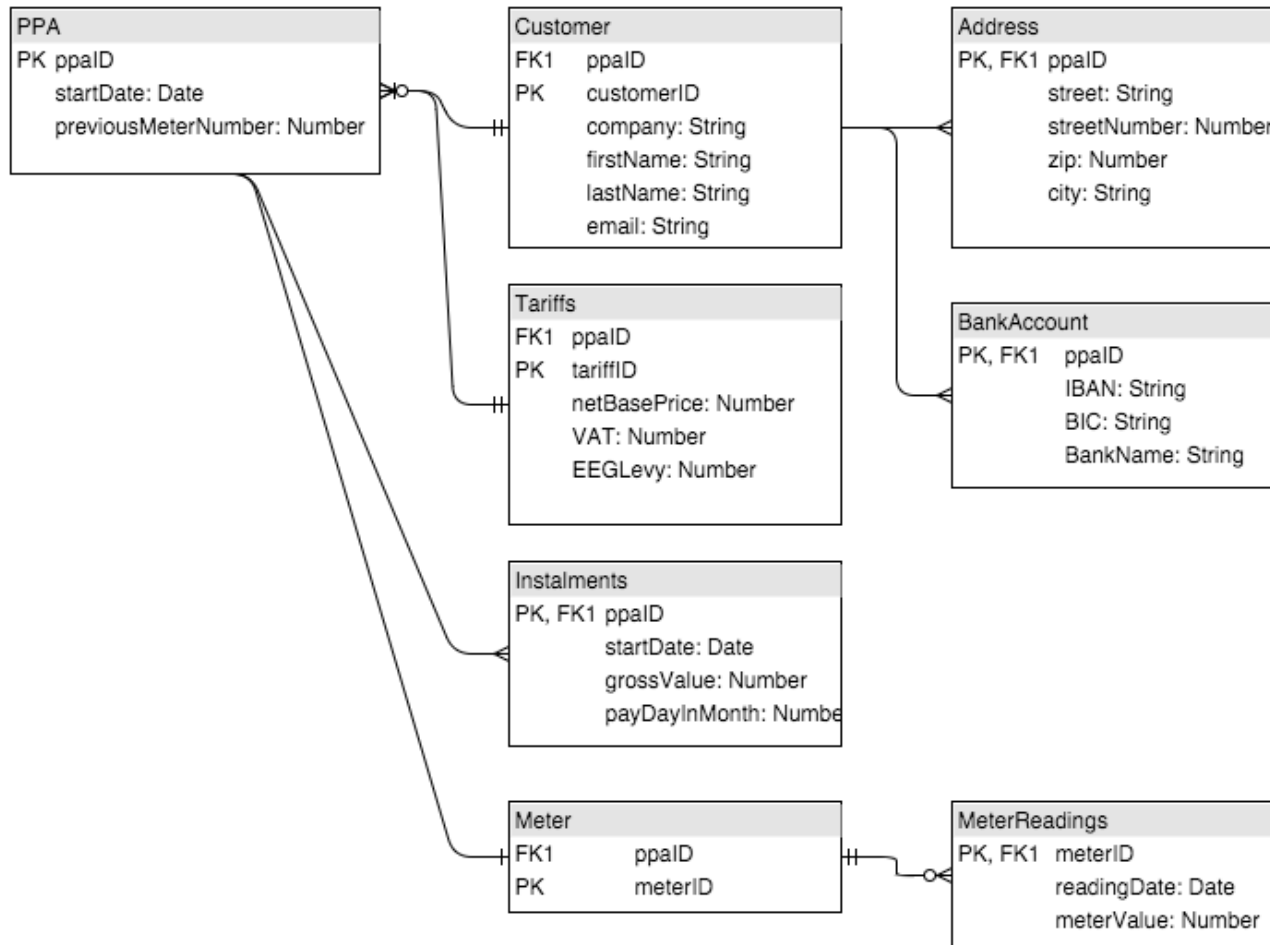 PPA
PK ppaID
startDate: Date
previousMeterNumber: Number
Customer
FK1 ppaID
PK customerID
company: String
firstName: String
lastName: String
email: String
Address
PK, FK1 ppaID
street: String
streetNumber: Number
zip: Number
city: String
Tariffs
FK1 ppaID
PK tariffID
netBasePrice: Number
VAT: Number
EEGLevy: Number
BankAccount
PK, FK1 ppaID
IBAN: String
BIC: String
BankName: String
Instalments
PK, FK1 ppaID
startDate: Date
grossValue: Number
payDayInMonth: Numbe
Meter
FK1 ppaID
PK meterID
MeterReadings
PK, FK1 meterID
readingDate: Date
meterValue: Number